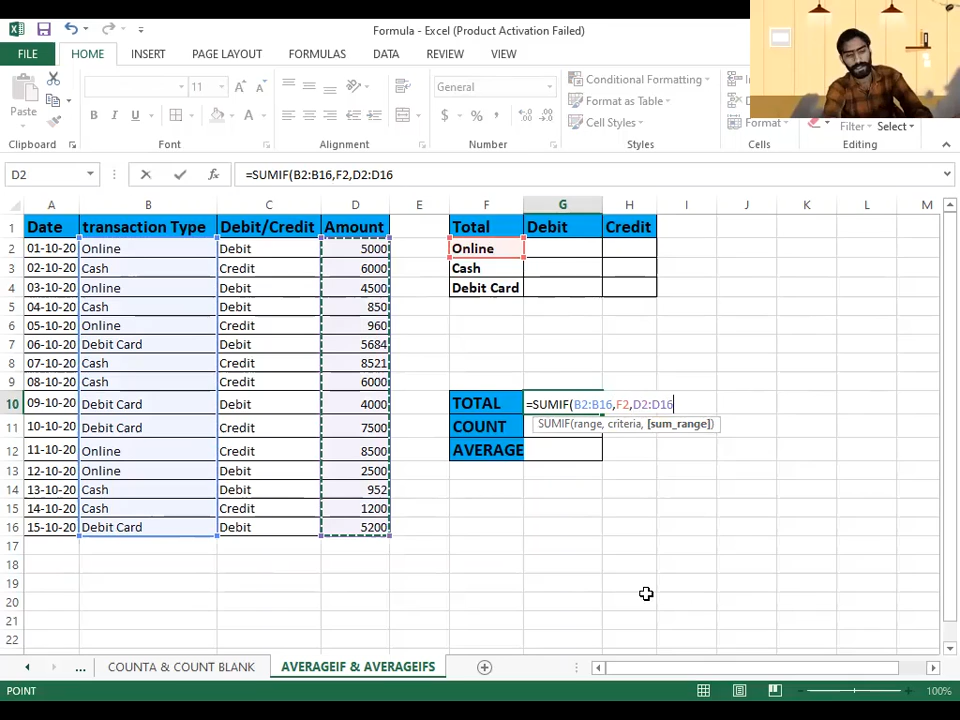 Formula - Excel (Product Activation Failed)
FILE HOME INSERT PAGE LAYOUT FORMULAS DATA REVIEW VIEW
Paste
11
B I U A
General
$ %
Conditional Formatting
Format as Table
Cell Styles
Format
Filter Select
Clipboard Font Alignment Number Styles Cells Editing
D2 fx =SUMIF(B2:B16,F2,D2:D16
A B C D E F G H I J K L M
1 Date transaction Type Debit/Credit Amount Total Debit Credit
2 01-10-20 Online Debit 5000 Online
3 02-10-20 Cash Credit 6000 Cash
4 03-10-20 Online Debit 4500 Debit Card
5 04-10-20 Cash Debit 850
6 05-10-20 Online Credit 960
7 06-10-20 Debit Card Debit 5684
8 07-10-20 Cash Credit 8521
9 08-10-20 Cash Credit 6000
10 09-10-20 Debit Card Debit 4000 TOTAL =SUMIF(B2:B16,F2,D2:D16
SUMIF(range, criteria, [sum_range])
11 10-10-20 Debit Card Credit 7500 COUNT
12 11-10-20 Online Credit 8500 AVERAGE
13 12-10-20 Online Debit 2500
14 13-10-20 Cash Debit 952
15 14-10-20 Cash Credit 1200
16 15-10-20 Debit Card Debit 5200
17
18
19
20
21
22
... COUNTA & COUNT BLANK AVERAGEIF & AVERAGEIFS
POINT 100%